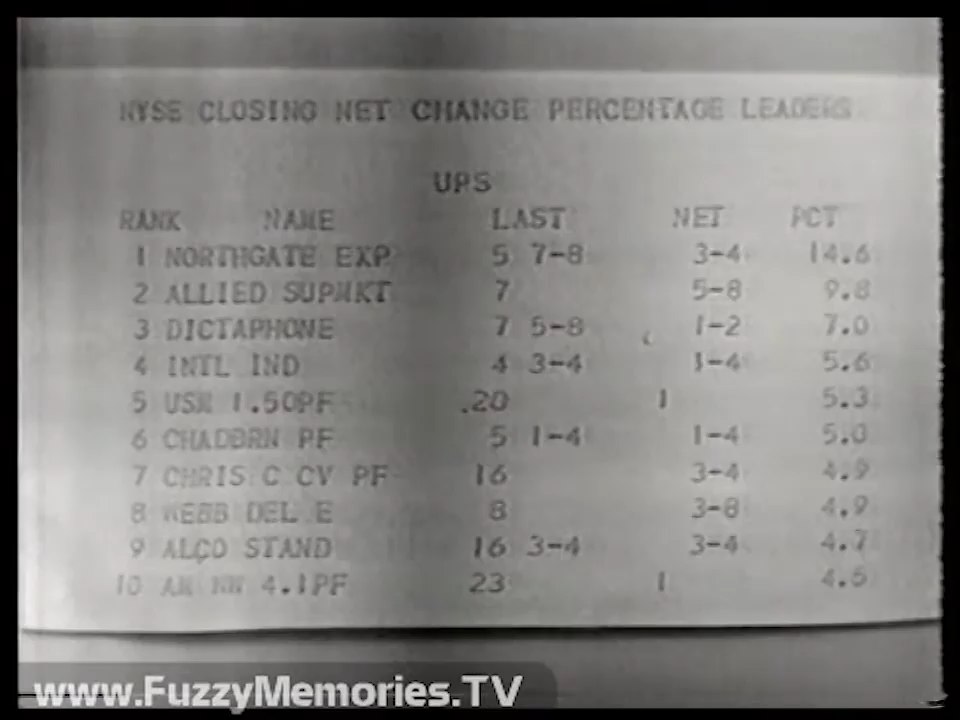 NYSE CLOSING NET CHANGE PERCENTAGE LEADERS
UPS
RANK NAME LAST NET PCT
1 NORTHGATE EXP 5 7-8 3-4 14.6
2 ALLIED SUPMKT 7 5-8 9.8
3 DICTAPHONE 7 5-8 1-2 7.0
4 INTL IND 4 3-4 1-4 5.6
5 USM 1.50PF .20 1 5.3
6 CHADBRN PF 5 1-4 1-4 5.0
7 CHRIS C CV PF 16 3-4 4.9
8 WEBB DEL E 8 3-8 4.9
9 ALCO STAND 16 3-4 3-4 4.7
10 AM 4.1PF 23 1 4.5
www.FuzzyMemories.TV